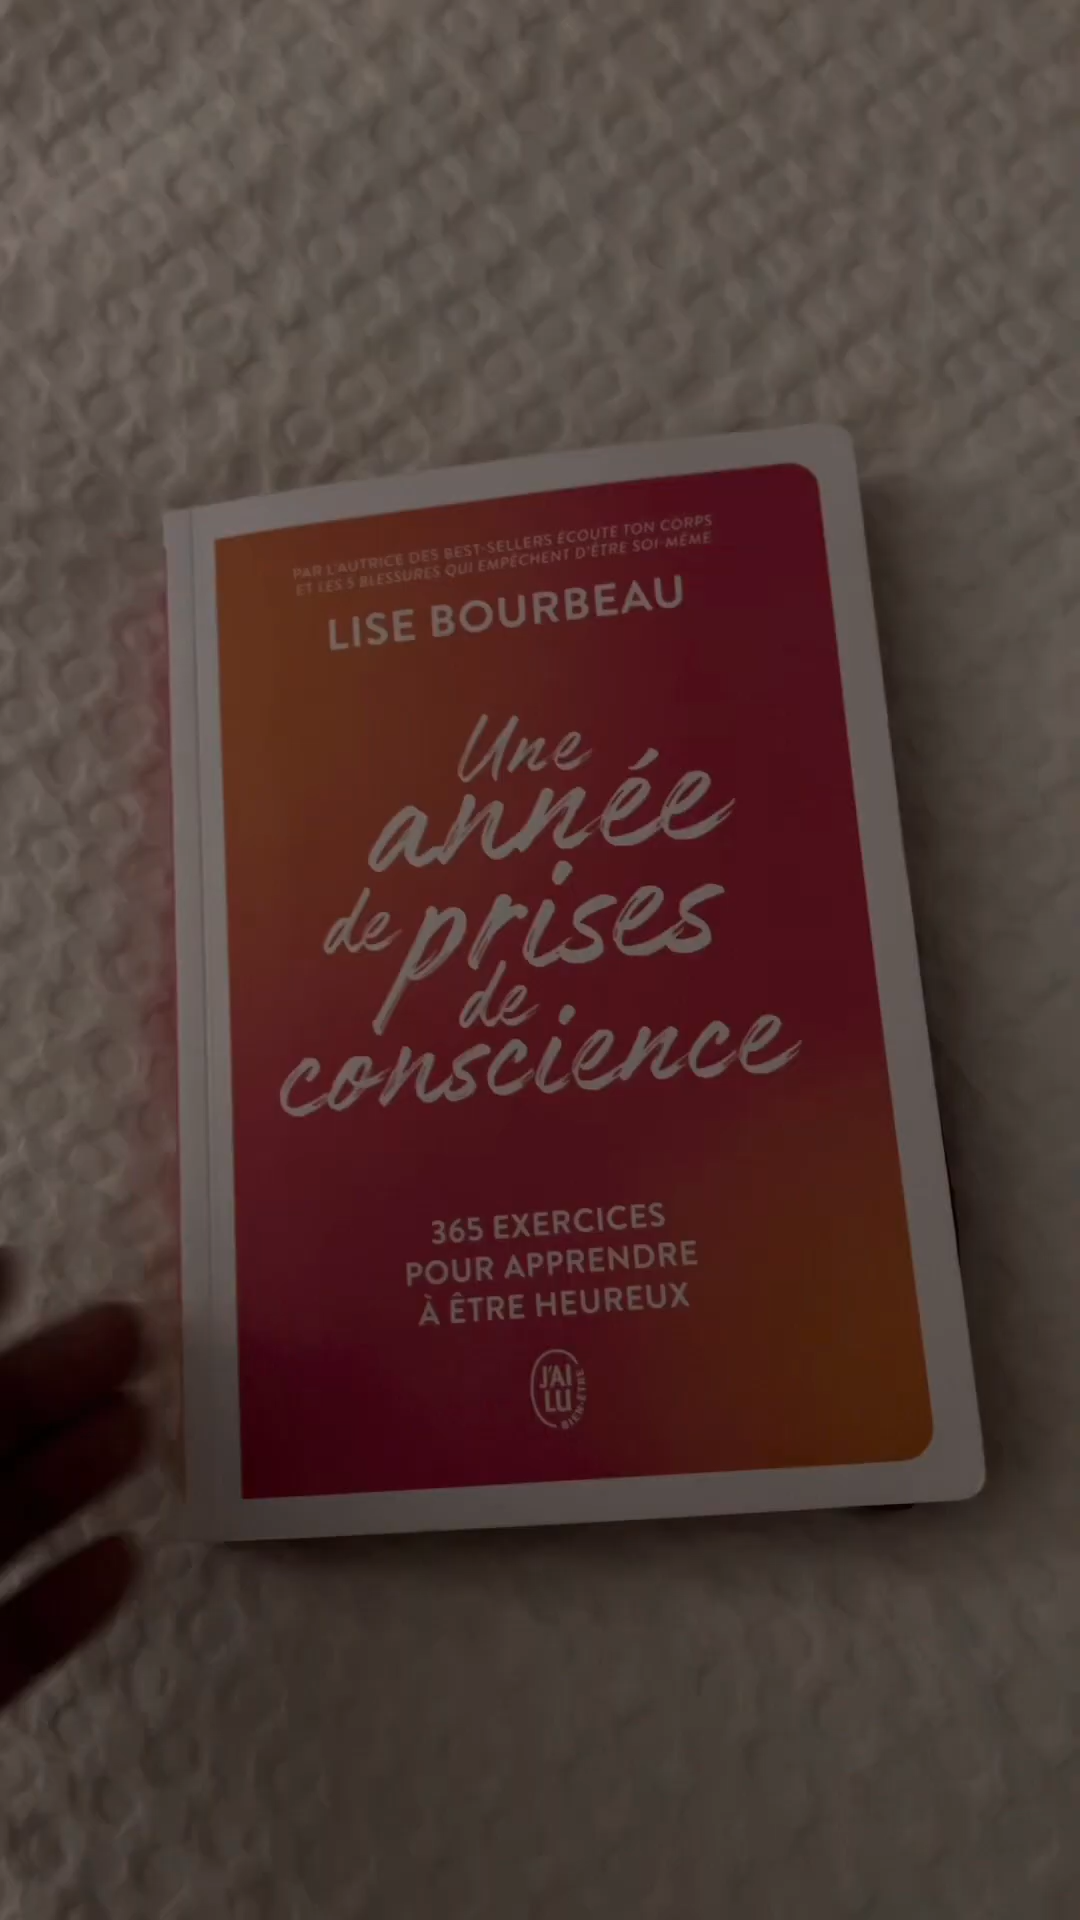 PAR L'AUTRICE DES BEST-SELLERS ÉCOUTE TON CORPS
ET LES 5 BLESSURES QUI EMPÊCHENT D'ÊTRE SOI-MÊME
LISE BOURBEAU
Une
année
de prises
de
conscience
365 EXERCICES
POUR APPRENDRE
À ÊTRE HEUREUX
J'AI
LU
BIEN-ÊTRE